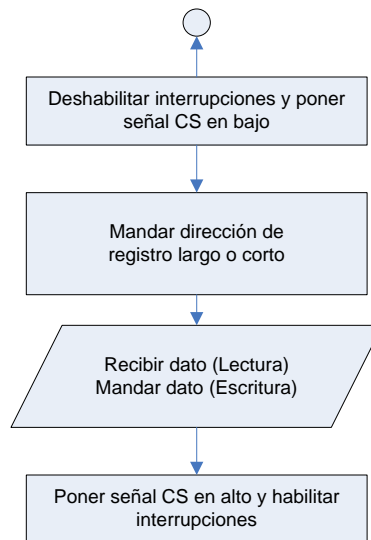 Deshabilitar interrupciones y poner
señal CS en bajo
Mandar dirección de
registro largo o corto
Recibir dato (Lectura)
Mandar dato (Escritura)
Poner señal CS en alto y habilitar
interrupciones